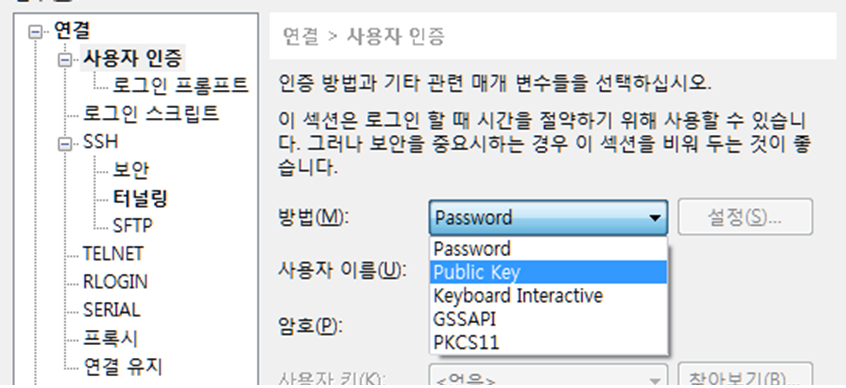 연결
사용자 인증
로그인 프롬프트
로그인 스크립트
SSH
보안
터널링
SFTP
TELNET
RLOGIN
SERIAL
프록시
연결 유지
연결 > 사용자 인증
인증 방법과 기타 관련 매개 변수들을 선택하십시오.
이 섹션은 로그인 할 때 시간을 절약하기 위해 사용할 수 있습니
다. 그러나 보안을 중요시하는 경우 이 섹션을 비워 두는 것이 좋
습니다.
방법(M): Password 설정(S)...
Password
사용자 이름(U): Public Key
Keyboard Interactive
GSSAPI
암호(P):
PKCS11
사용자 키(K): <없음> 찾아보기(B)...